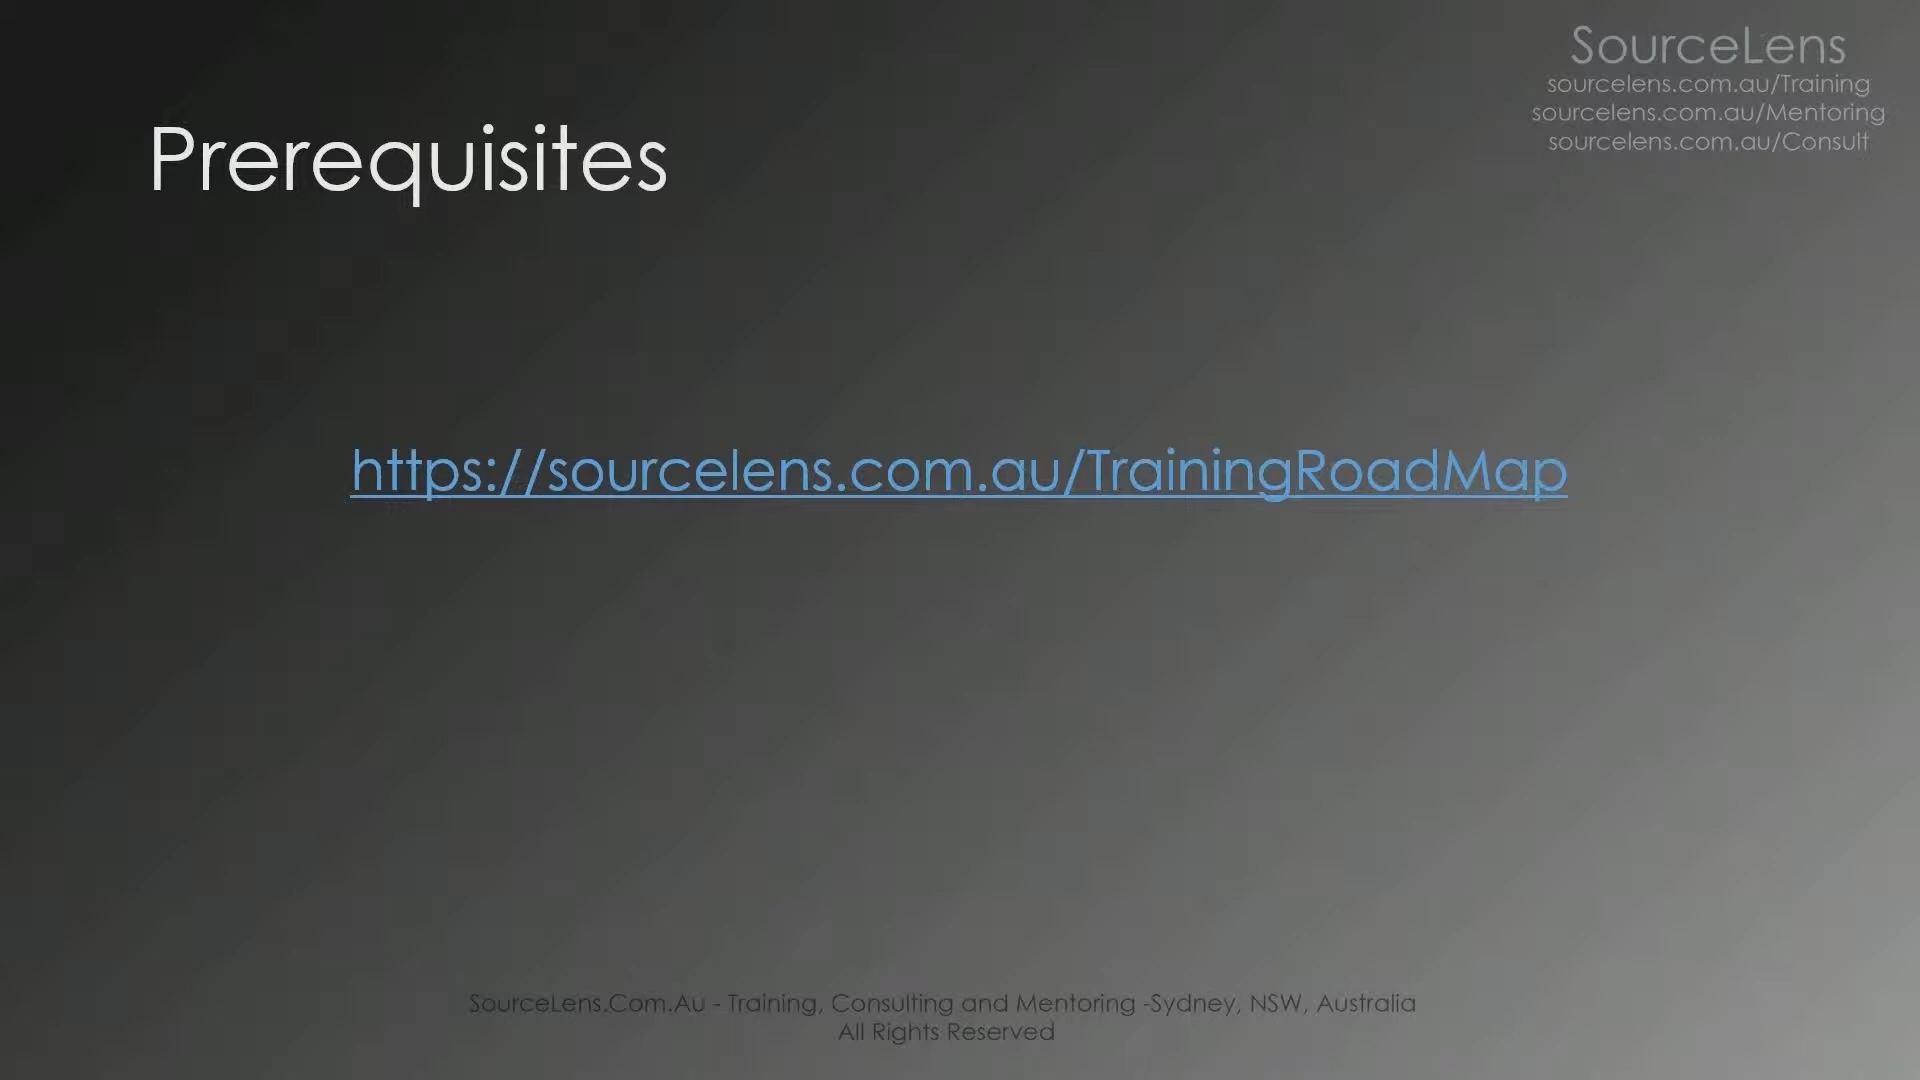 SourceLens
sourcelens.com.au/Training
sourcelens.com.au/Mentoring
sourcelens.com.au/Consult
Prerequisites
https://sourcelens.com.au/TrainingRoadMap
SourceLens.Com.Au - Training, Consulting and Mentoring -Sydney, NSW, Australia
All Rights Reserved